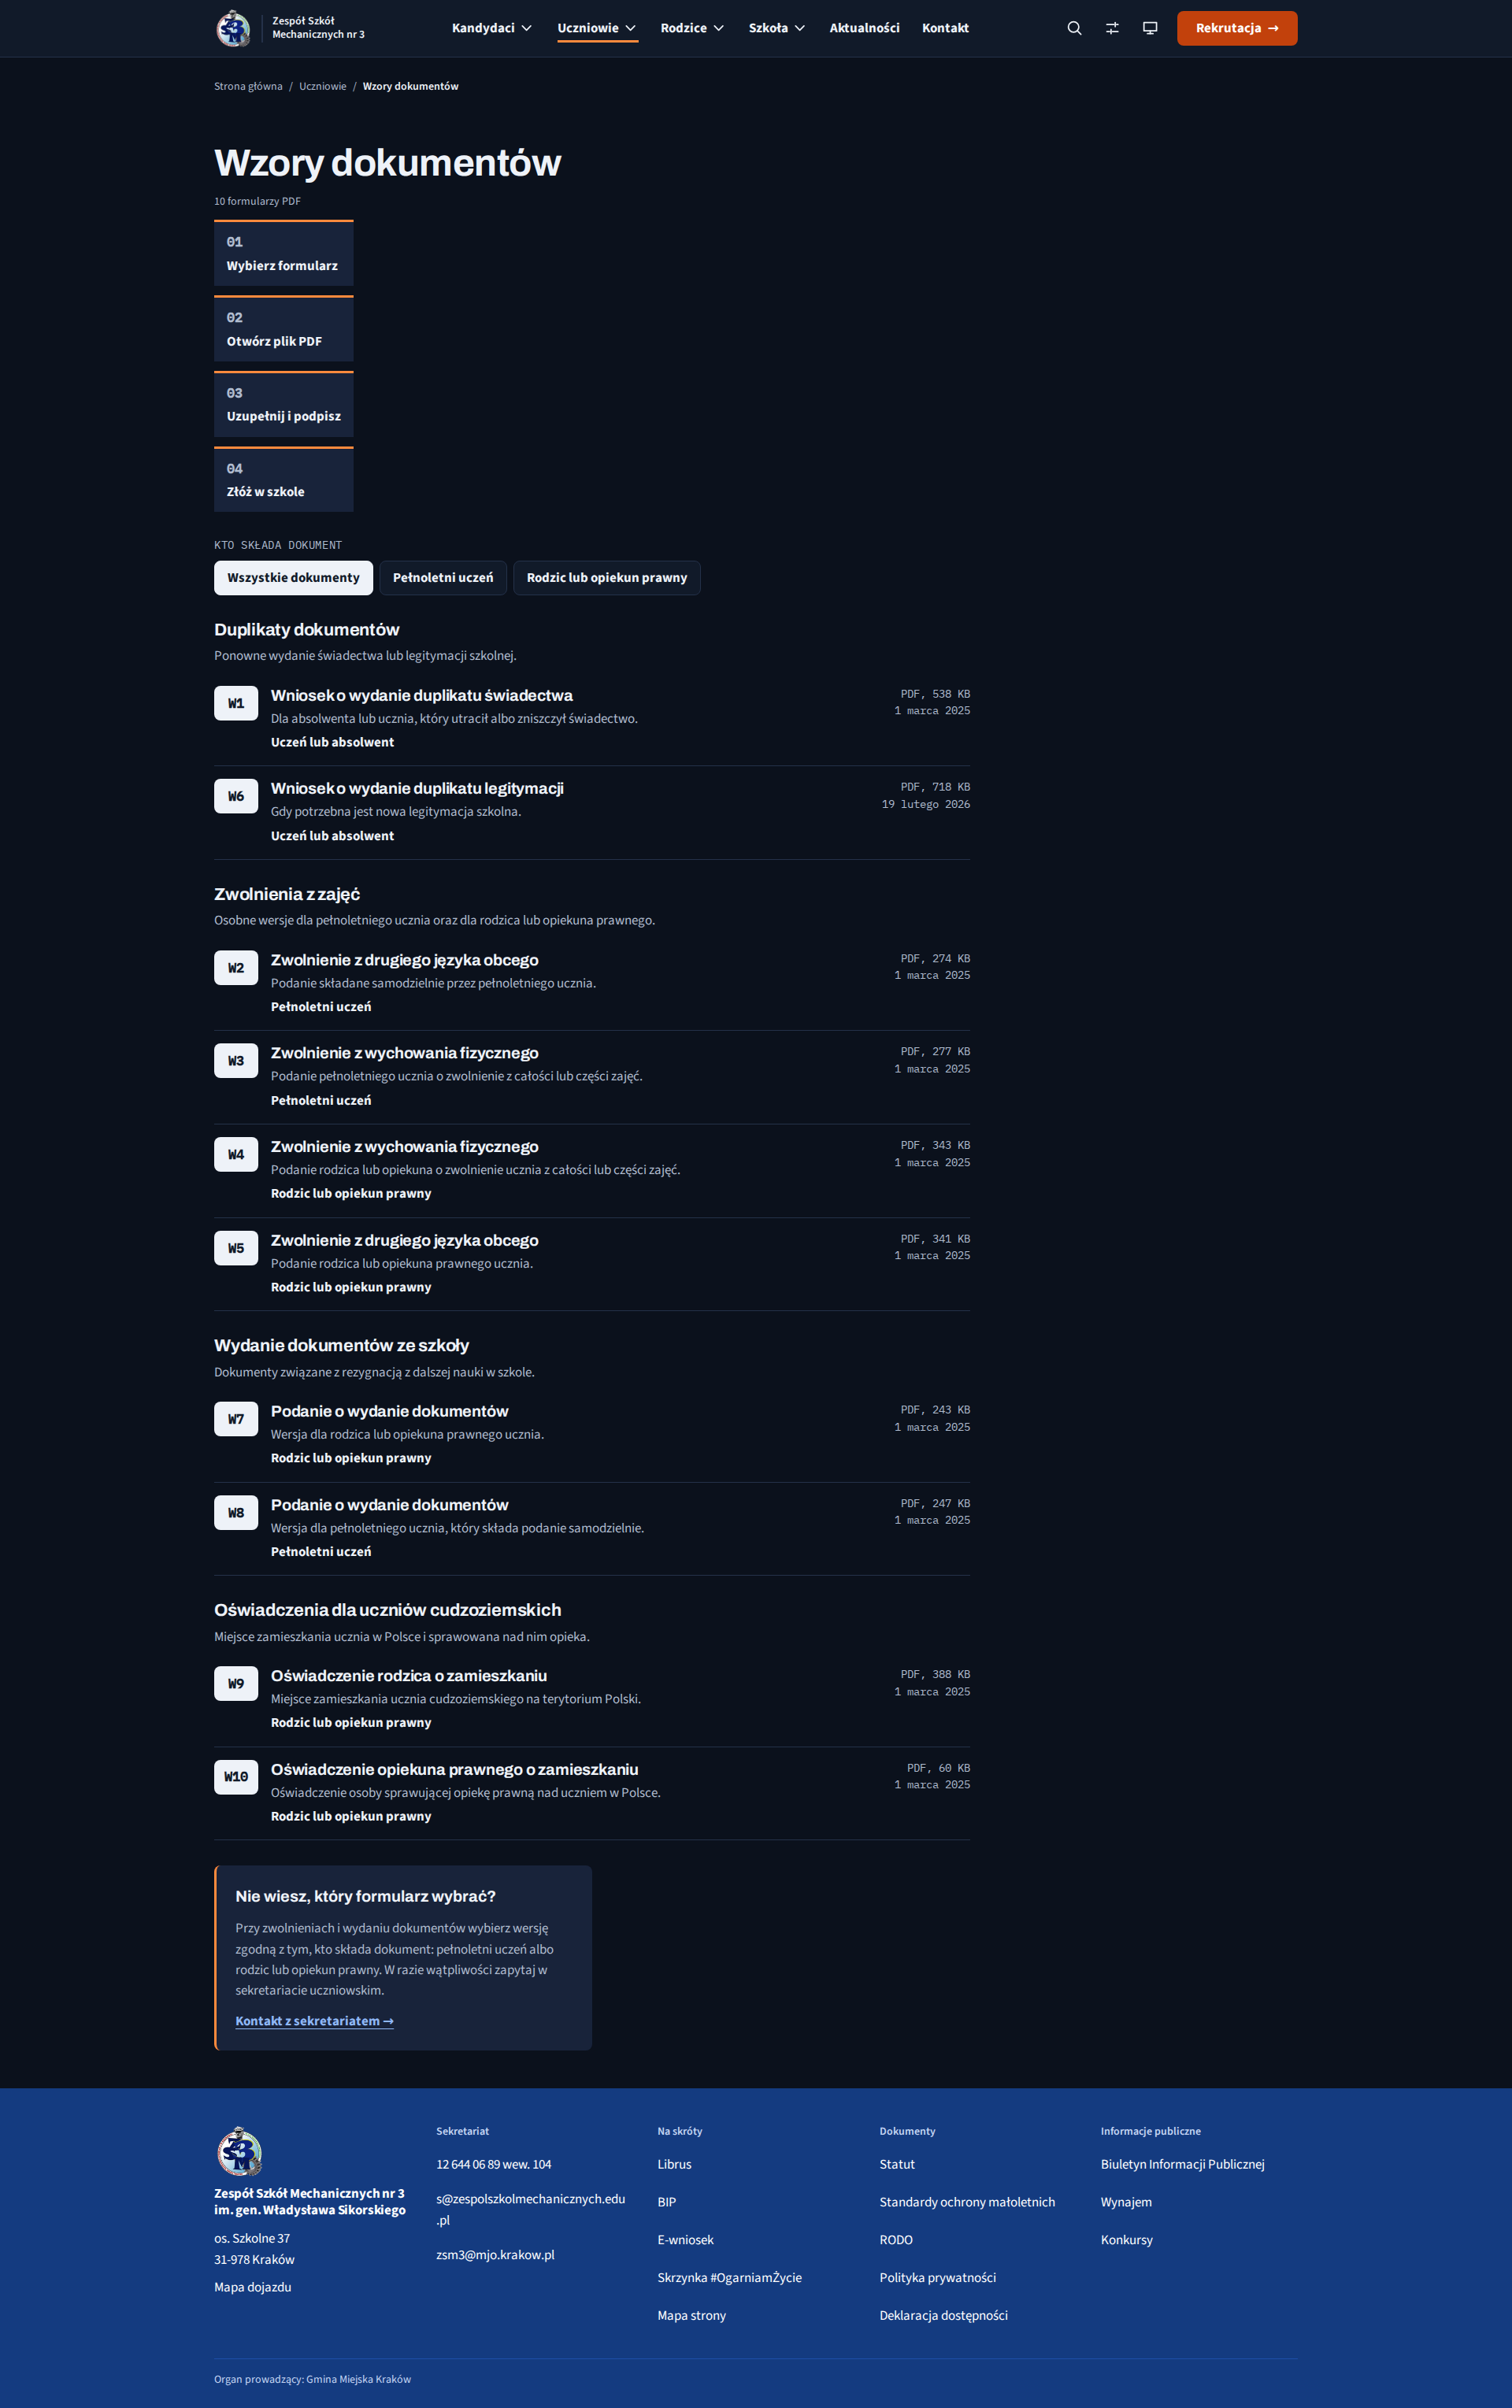 Zespół Szkół
Mechanicznych nr 3
Kandydaci
Uczniowie
Rodzice
Szkoła
Aktualności
Kontakt
Rekrutacja →
Strona główna / Uczniowie / Wzory dokumentów
Wzory dokumentów
10 formularzy PDF
01
Wybierz formularz
02
Otwórz plik PDF
03
Uzupełnij i podpisz
04
Złóż w szkole
KTO SKŁADA DOKUMENT
Wszystkie dokumenty
Pełnoletni uczeń
Rodzic lub opiekun prawny
Duplikaty dokumentów
Ponowne wydanie świadectwa lub legitymacji szkolnej.
W1
Wniosek o wydanie duplikatu świadectwa
Dla absolwenta lub ucznia, który utracił albo zniszczył świadectwo.
Uczeń lub absolwent
PDF, 538 KB
1 marca 2025
W6
Wniosek o wydanie duplikatu legitymacji
Gdy potrzebna jest nowa legitymacja szkolna.
Uczeń lub absolwent
PDF, 718 KB
19 lutego 2026
Zwolnienia z zajęć
Osobne wersje dla pełnoletniego ucznia oraz dla rodzica lub opiekuna prawnego.
W2
Zwolnienie z drugiego języka obcego
Podanie składane samodzielnie przez pełnoletniego ucznia.
Pełnoletni uczeń
PDF, 274 KB
1 marca 2025
W3
Zwolnienie z wychowania fizycznego
Podanie pełnoletniego ucznia o zwolnienie z całości lub części zajęć.
Pełnoletni uczeń
PDF, 277 KB
1 marca 2025
W4
Zwolnienie z wychowania fizycznego
Podanie rodzica lub opiekuna o zwolnienie ucznia z całości lub części zajęć.
Rodzic lub opiekun prawny
PDF, 343 KB
1 marca 2025
W5
Zwolnienie z drugiego języka obcego
Podanie rodzica lub opiekuna prawnego ucznia.
Rodzic lub opiekun prawny
PDF, 341 KB
1 marca 2025
Wydanie dokumentów ze szkoły
Dokumenty związane z rezygnacją z dalszej nauki w szkole.
W7
Podanie o wydanie dokumentów
Wersja dla rodzica lub opiekuna prawnego ucznia.
Rodzic lub opiekun prawny
PDF, 243 KB
1 marca 2025
W8
Podanie o wydanie dokumentów
Wersja dla pełnoletniego ucznia, który składa podanie samodzielnie.
Pełnoletni uczeń
PDF, 247 KB
1 marca 2025
Oświadczenia dla uczniów cudzoziemskich
Miejsce zamieszkania ucznia w Polsce i sprawowana nad nim opieka.
W9
Oświadczenie rodzica o zamieszkaniu
Miejsce zamieszkania ucznia cudzoziemskiego na terytorium Polski.
Rodzic lub opiekun prawny
PDF, 388 KB
1 marca 2025
W10
Oświadczenie opiekuna prawnego o zamieszkaniu
Oświadczenie osoby sprawującej opiekę prawną nad uczniem w Polsce.
Rodzic lub opiekun prawny
PDF, 60 KB
1 marca 2025
Nie wiesz, który formularz wybrać?
Przy zwolnieniach i wydaniu dokumentów wybierz wersję
zgodną z tym, kto składa dokument: pełnoletni uczeń albo
rodzic lub opiekun prawny. W razie wątpliwości zapytaj w
sekretariacie uczniowskim.
Kontakt z sekretariatem →
Zespół Szkół Mechanicznych nr 3
im. gen. Władysława Sikorskiego
os. Szkolne 37
31-978 Kraków
Mapa dojazdu
Sekretariat
12 644 06 89 wew. 104
s@zespolszkolmechanicznych.edu
.pl
zsm3@mjo.krakow.pl
Na skróty
Librus
BIP
E-wniosek
Skrzynka #OgarniamŻycie
Mapa strony
Dokumenty
Statut
Standardy ochrony małoletnich
RODO
Polityka prywatności
Deklaracja dostępności
Informacje publiczne
Biuletyn Informacji Publicznej
Wynajem
Konkursy
Organ prowadzący: Gmina Miejska Kraków